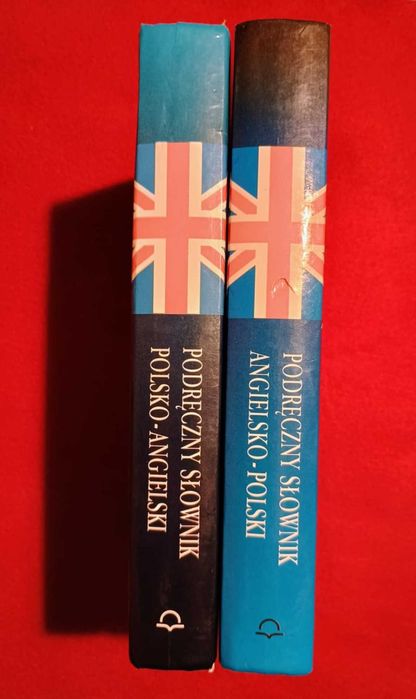 PODRĘCZNY SŁOWNIK
POLSKO-ANGIELSKI
PODRĘCZNY SŁOWNIK
ANGIELSKO-POLSKI